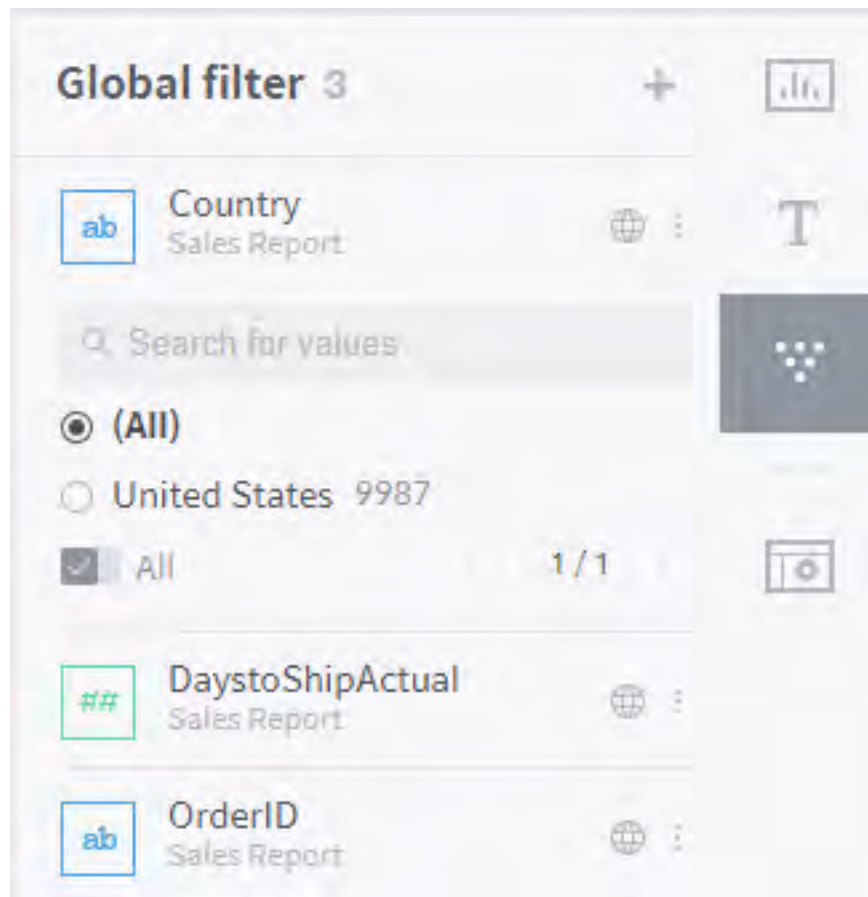 Global filter 3
ab Country
Sales Report
Search for values
(All)
United States 9987
All 1 / 1
## DaystoShipActual
Sales Report
ab OrderID
Sales Report
T